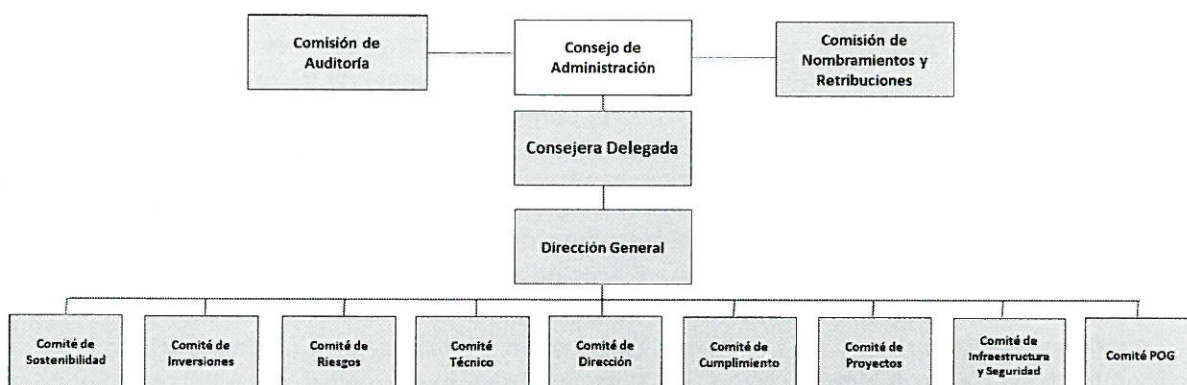 Comisión de
Auditoría
Consejo de
Administración
Comisión de
Nombramientos y
Retribuciones
Consejera Delegada
Dirección General
Comité de
Sostenibilidad
Comité de
Inversiones
Comité de
Riesgos
Comité
Técnico
Comité de
Dirección
Comité de
Cumplimiento
Comité de
Proyectos
Comité de
Infraestructura
y Seguridad
Comité POG